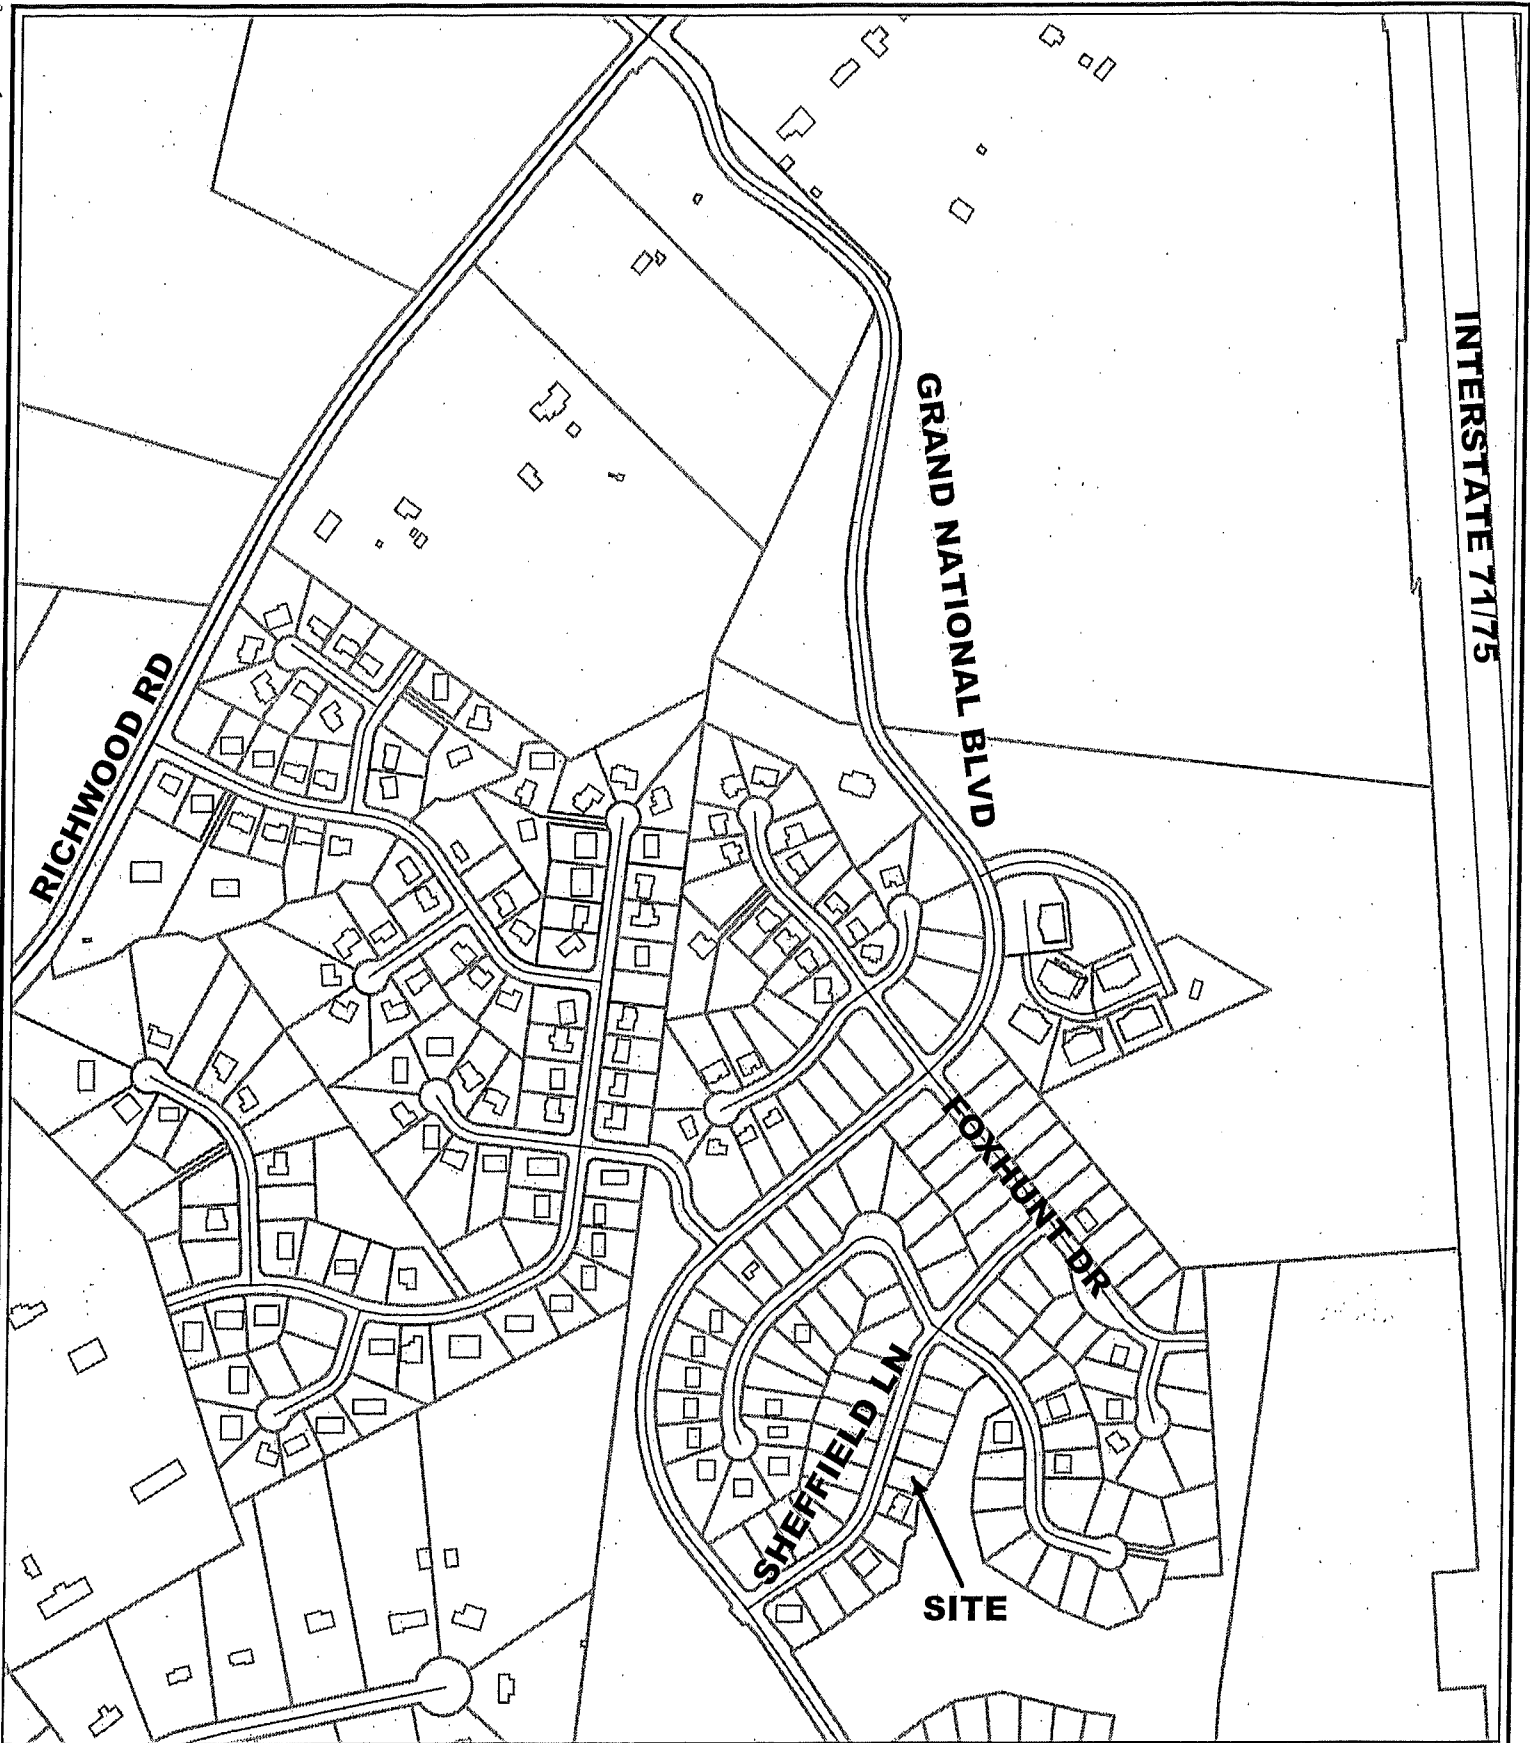 INTERSTATE 71/75
GRAND NATIONAL BLVD
RICHWOOD RD
FOXHUNT DR
SHEFFIELD LN
SITE